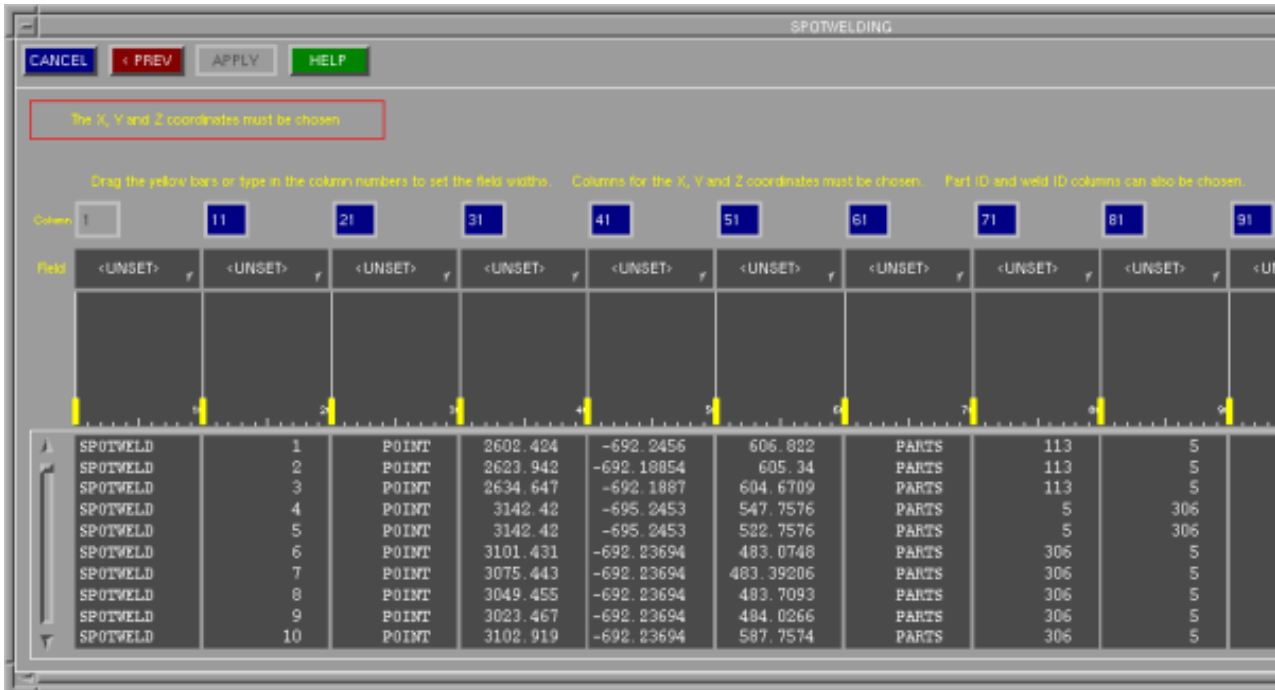 SPOTWELDING
CANCEL < PREV APPLY HELP
The X, Y and Z coordinates must be chosen
Drag the yellow bars or type in the column numbers to set the field widths. Columns for the X, Y and Z coordinates must be chosen. Part ID and weld ID columns can also be chosen.
Column 1 11 21 31 41 51 61 71 81 91
Field <UNSET> <UNSET> <UNSET> <UNSET> <UNSET> <UNSET> <UNSET> <UNSET> <UNSET>
SPOTWELD 1 POINT 2602.424 -692.2456 606.822 PARTS 113 5
SPOTWELD 2 POINT 2623.942 -692.18854 605.34 PARTS 113 5
SPOTWELD 3 POINT 2634.647 -692.1887 604.6709 PARTS 113 5
SPOTWELD 4 POINT 3142.42 -695.2453 547.7576 PARTS 5 306
SPOTWELD 5 POINT 3142.42 -695.2453 522.7576 PARTS 5 306
SPOTWELD 6 POINT 3101.431 -692.23694 483.0748 PARTS 306 5
SPOTWELD 7 POINT 3075.443 -692.23694 483.39206 PARTS 306 5
SPOTWELD 8 POINT 3049.455 -692.23694 483.7093 PARTS 306 5
SPOTWELD 9 POINT 3023.467 -692.23694 484.0266 PARTS 306 5
SPOTWELD 10 POINT 3102.919 -692.23694 587.7574 PARTS 306 5